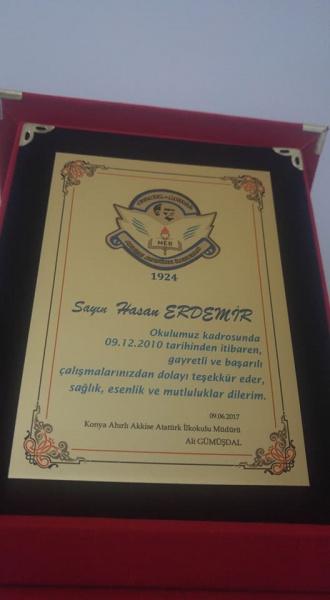 MEB
1924
Sayın Hasan ERDEMİR
Okulumuz kadrosunda
09.12.2010 tarihinden itibaren,
gayretli ve başarılı
çalışmalarınızdan dolayı teşekkür eder,
sağlık, esenlik ve mutluluklar dilerim.
09.06.2017
Konya Ahırlı Akkise Atatürk İlkokulu Müdürü
Ali GÜMÜŞDAL